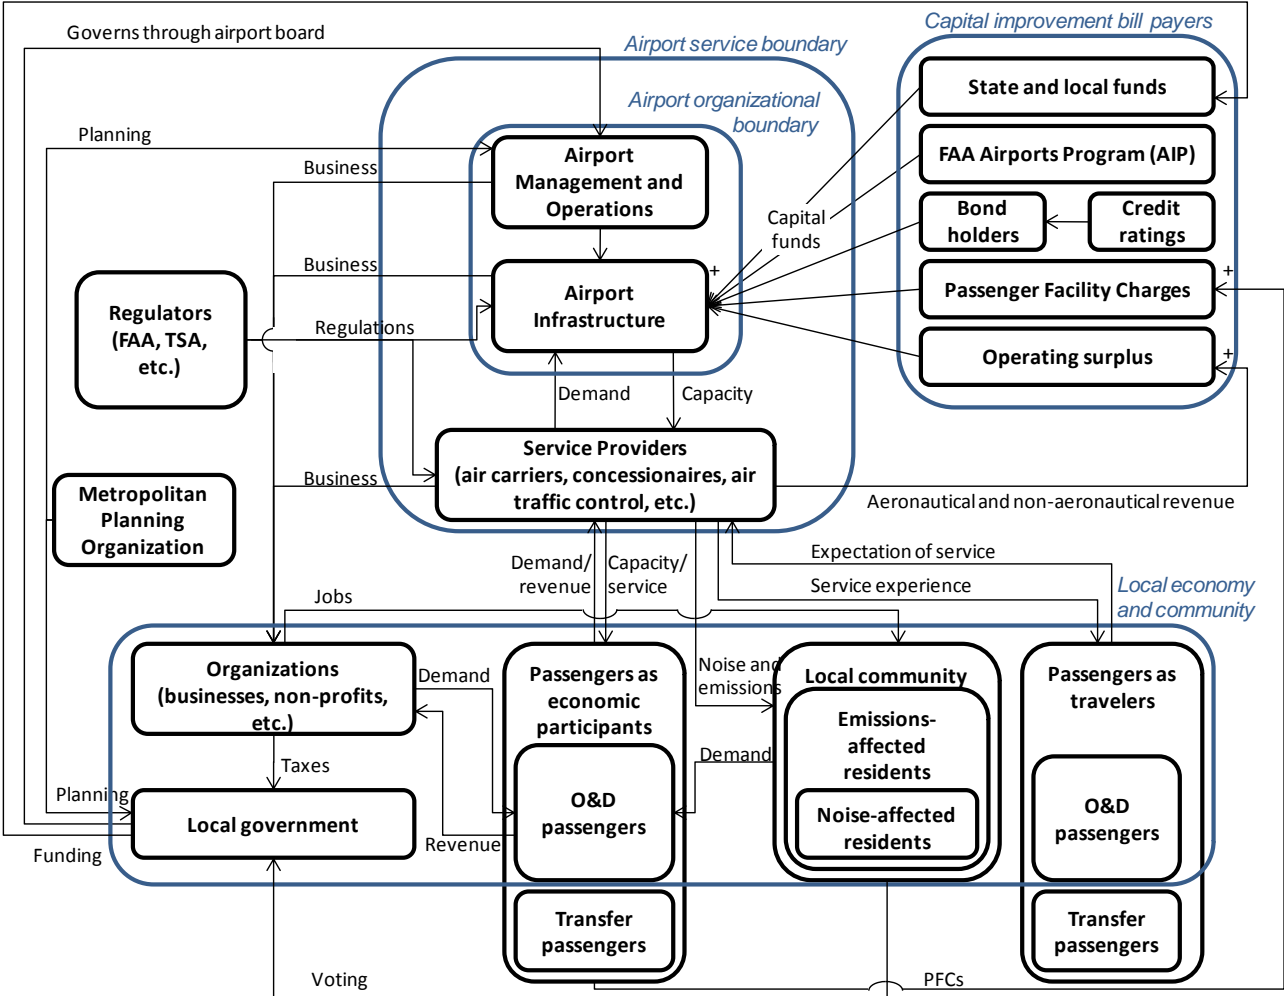 Governs through airport board
Airport service boundary
Capital improvement bill payers
Planning
Airport organizational
boundary
State and local funds
Business
Airport
Management and
Operations
FAA Airports Program (AIP)
Capital
funds
Bond
holders
Credit
ratings
Business
+
Airport
Infrastructure
+
Passenger Facility Charges
Regulators
(FAA, TSA,
etc.)
Regulations
+
Operating surplus
Demand
Capacity
Service Providers
(air carriers, concessionaires, air
traffic control, etc.)
Business
Aeronautical and non-aeronautical revenue
Metropolitan
Planning
Organization
Demand/
revenue
Capacity/
service
Expectation of service
Service experience
Local economy
and community
Jobs
Organizations
(businesses, non-profits,
etc.)
Demand
Passengers as
economic
participants
Noise and
emissions
Local community
Passengers as
travelers
Emissions-
affected
residents
Demand
Taxes
Planning
Local government
O&D
passengers
Noise-affected
residents
O&D
passengers
Revenue
Funding
Transfer
passengers
Transfer
passengers
Voting
PFCs